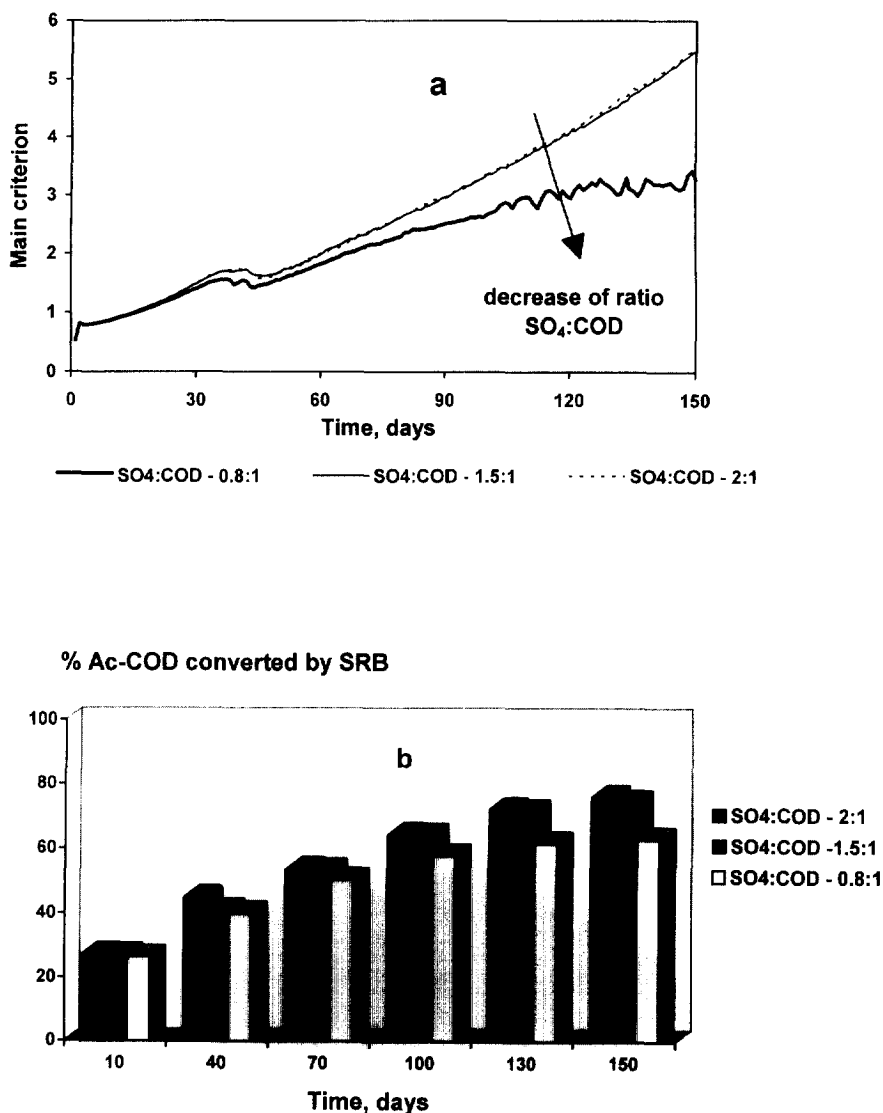 6
5
4
3
2
1
0
Main criterion
a
decrease of ratio
SO₄:COD
0 30 60 90 120 150
Time, days
SO4:COD - 0.8:1 SO4:COD - 1.5:1 SO4:COD - 2:1
% Ac-COD converted by SRB
100
80
60
40
20
0
b
SO4:COD - 2:1
SO4:COD -1.5:1
SO4:COD - 0.8:1
10 40 70 100 130 150
Time, days